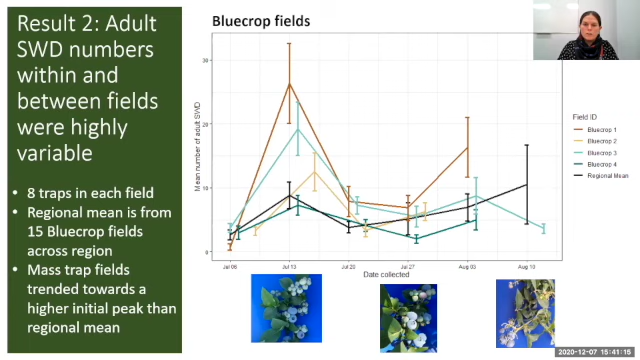 Result 2: Adult
SWD numbers
within and
between fields
were highly
variable
• 8 traps in each field
• Regional mean is from
15 Bluecrop fields
across region
• Mass trap fields
trended towards a
higher initial peak than
regional mean
Bluecrop fields
Mean number of adult SWD
30
20
10
0
Jul 06
Jul 13
Jul 20
Jul 27
Aug 03
Aug 10
Date collected
Field ID
Bluecrop 1
Bluecrop 2
Bluecrop 3
Bluecrop 4
Regional Mean
2020-12-07 15:41:15